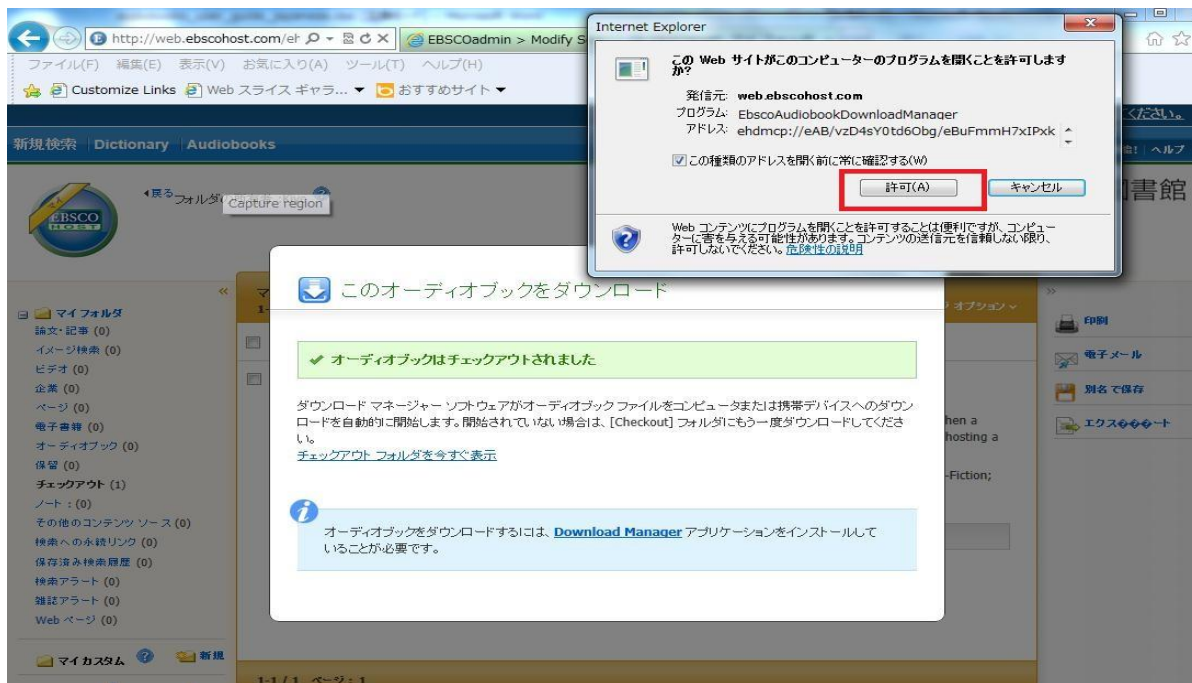 http://web.ebscohost.com/eh
EBSCOadmin > Modify S
ファイル(F) 編集(E) 表示(V) お気に入り(A) ツール(T) ヘルプ(H)
Customize Links Web スライス ギャラ... おすすめサイト
ください。
新規検索 Dictionary Audiobooks
ヘルプ
EBSCO
HOST
戻る
Capture region
書館
Internet Explorer
この Web サイトがこのコンピューターのプログラムを開くことを許可します
か?
発信元: web.ebscohost.com
プログラム: EbscoAudiobookDownloadManager
アドレス: ehdmcp://eAB/vzD4sY0td6Obg/eBuFmmH7xIPxk
この種類のアドレスを開く前に常に確認する(W)
許可(A) キャンセル
Web コンテンツにプログラムを開くことを許可することは便利ですが、コンピュー
ターに害を与える可能性があります。コンテンツの送信元を信頼しない限り、
許可しないでください。危険性の説明
このオーディオブックをダウンロード
オーディオブックはチェックアウトされました
ダウンロード マネージャー ソフトウェアがオーディオブック ファイルをコンピュータまたは携帯デバイスへのダウン
ロードを自動的に開始します。開始されていない場合は、[Checkout] フォルダにもう一度ダウンロードしてくださ
い。
チェックアウト フォルダを今すぐ表示
オーディオブックをダウンロードするには、Download Manager アプリケーションをインストールして
いることが必要です。
マイ フォルダ
論文・記事 (0)
イメージ検索 (0)
ビデオ (0)
企業 (0)
ページ (0)
電子書籍 (0)
オーディオブック (0)
保留 (0)
チェックアウト (1)
ノート : (0)
その他のコンテンツ ソース (0)
検索への永続リンク (0)
保存済み検索履歴 (0)
検索アラート (0)
雑誌アラート (0)
Web ページ (0)
マイ カスタム 新規
オプション
hen a
hosting a
-Fiction;
印刷
電子メール
別名で保存
エクス���ート
1-1 / 1 ページ: 1